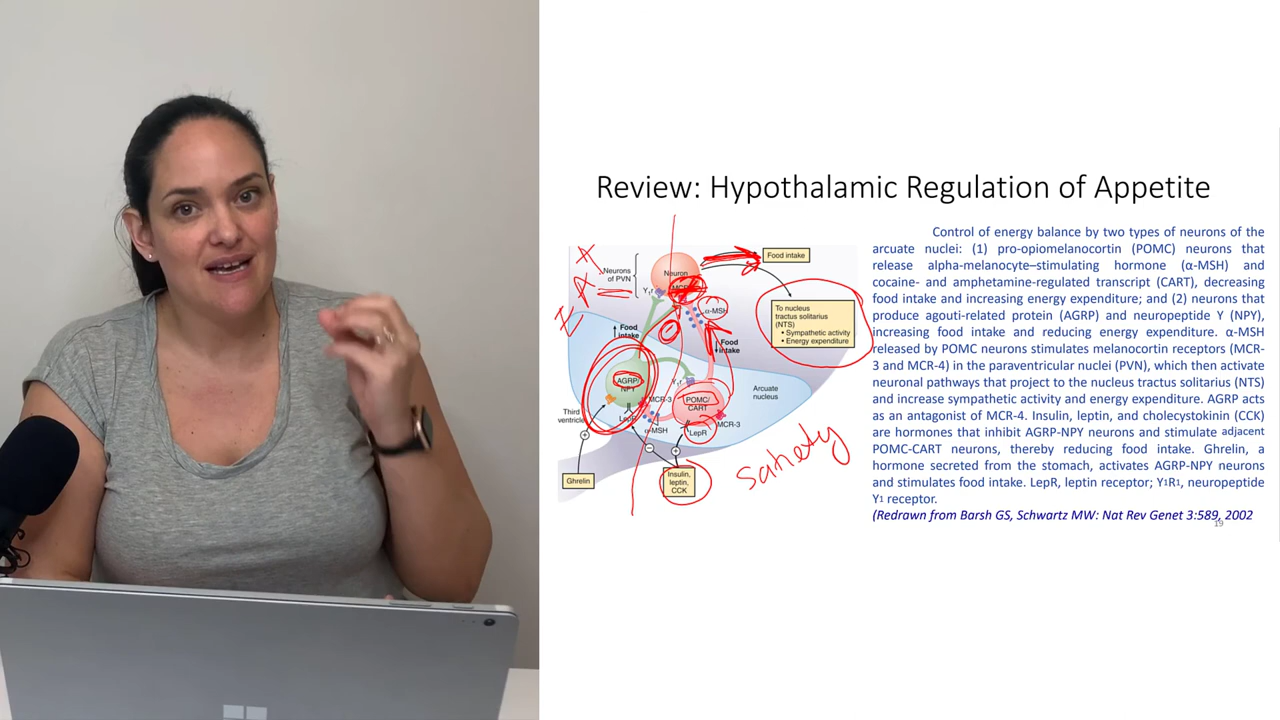 Review: Hypothalamic Regulation of Appetite
Neurons
of PVN
Neuron
Food intake
Y1r
α-MSH
To nucleus
tractus solitarius
(NTS)
• Sympathetic activity
• Energy expenditure
Food
intake
Food
intake
AGRP/
NPY
Y1r
Arcuate
nucleus
MCR-3
POMC/
CART
Third
ventricle
LepR
α-MSH
MCR-3
LepR
+
−
+
Ghrelin
Insulin,
leptin,
CCK
satiety
Control of energy balance by two types of neurons of the
arcuate nuclei: (1) pro-opiomelanocortin (POMC) neurons that
release alpha-melanocyte–stimulating hormone (α-MSH) and
cocaine- and amphetamine-regulated transcript (CART), decreasing
food intake and increasing energy expenditure; and (2) neurons that
produce agouti-related protein (AGRP) and neuropeptide Y (NPY),
increasing food intake and reducing energy expenditure. α-MSH
released by POMC neurons stimulates melanocortin receptors (MCR-
3 and MCR-4) in the paraventricular nuclei (PVN), which then activate
neuronal pathways that project to the nucleus tractus solitarius (NTS)
and increase sympathetic activity and energy expenditure. AGRP acts
as an antagonist of MCR-4. Insulin, leptin, and cholecystokinin (CCK)
are hormones that inhibit AGRP-NPY neurons and stimulate adjacent
POMC-CART neurons, thereby reducing food intake. Ghrelin, a
hormone secreted from the stomach, activates AGRP-NPY neurons
and stimulates food intake. LepR, leptin receptor; Y1R1, neuropeptide
Y1 receptor.
(Redrawn from Barsh GS, Schwartz MW: Nat Rev Genet 3:589, 2002
19